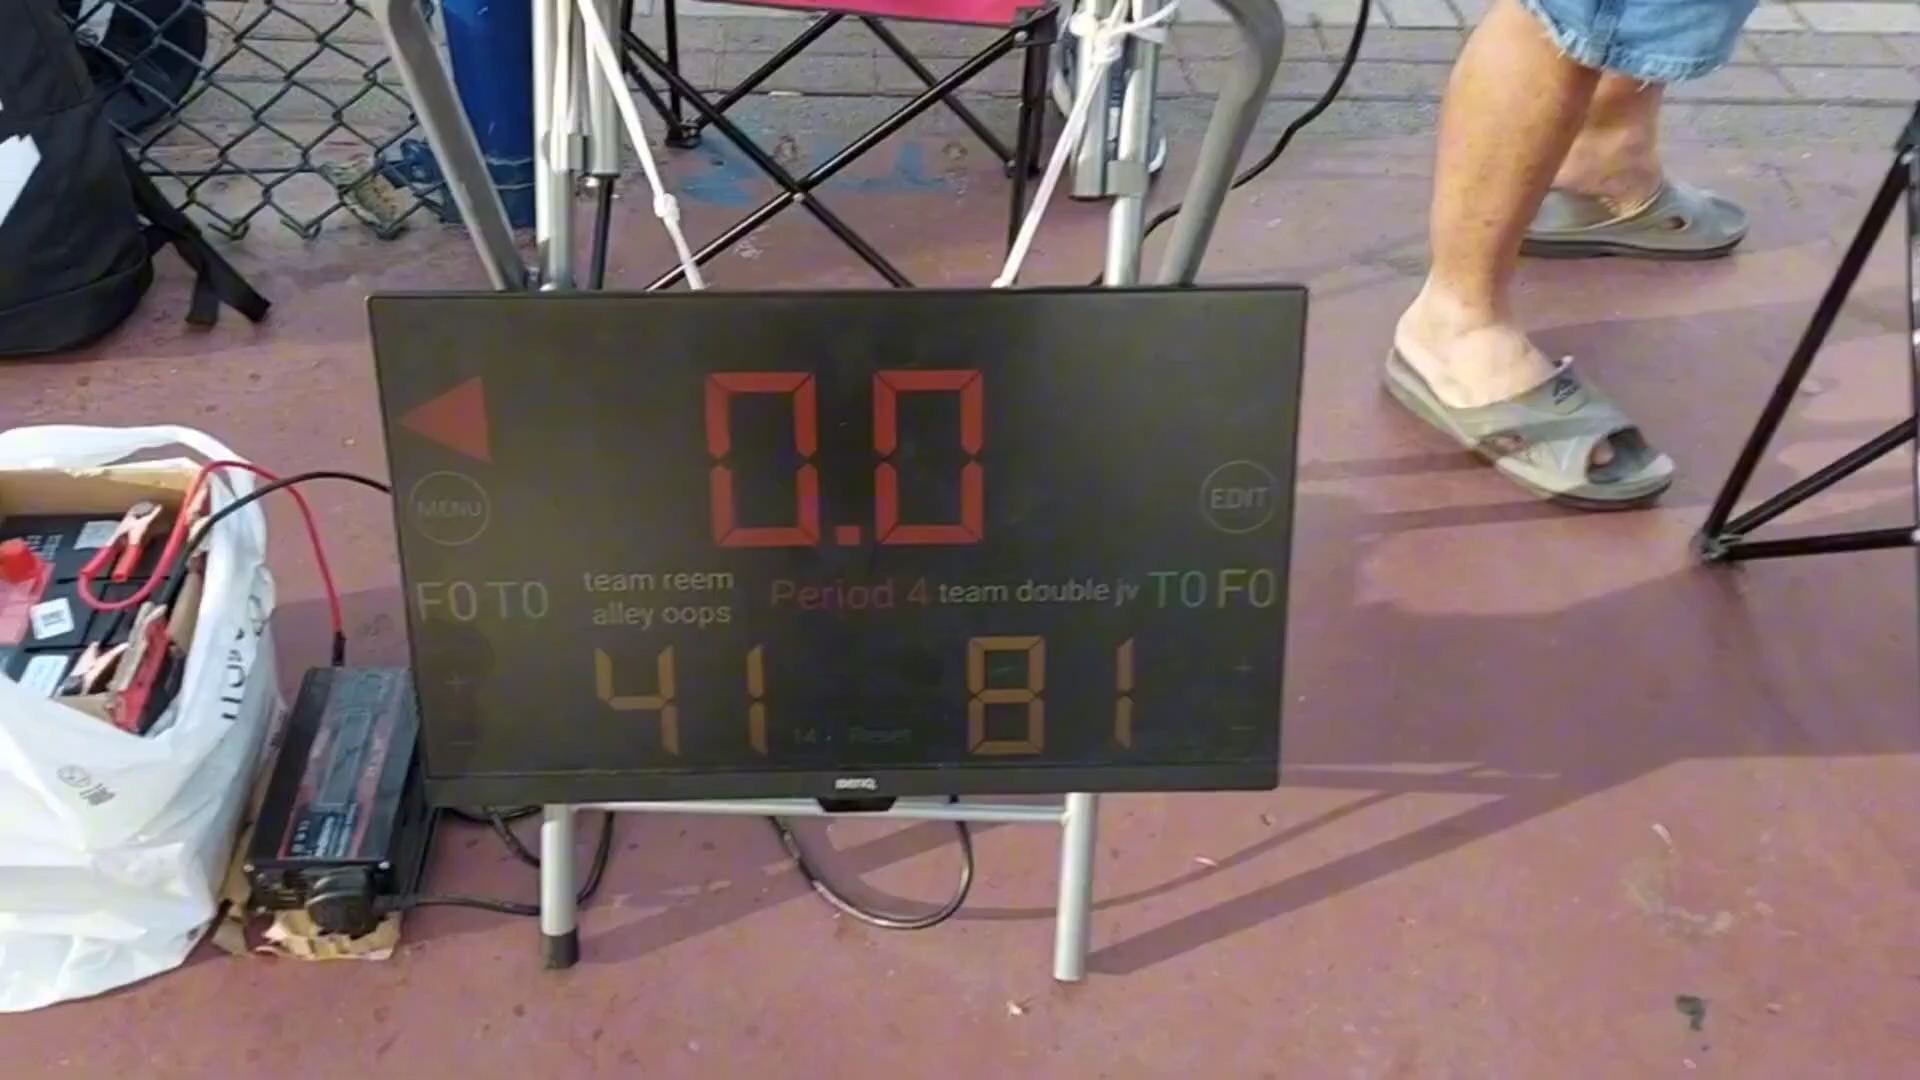 0.0
MENU
EDIT
F0 T0
team reem
alley oops
Period 4
team double jv
T0 F0
41
81
14
Reset
BenQ